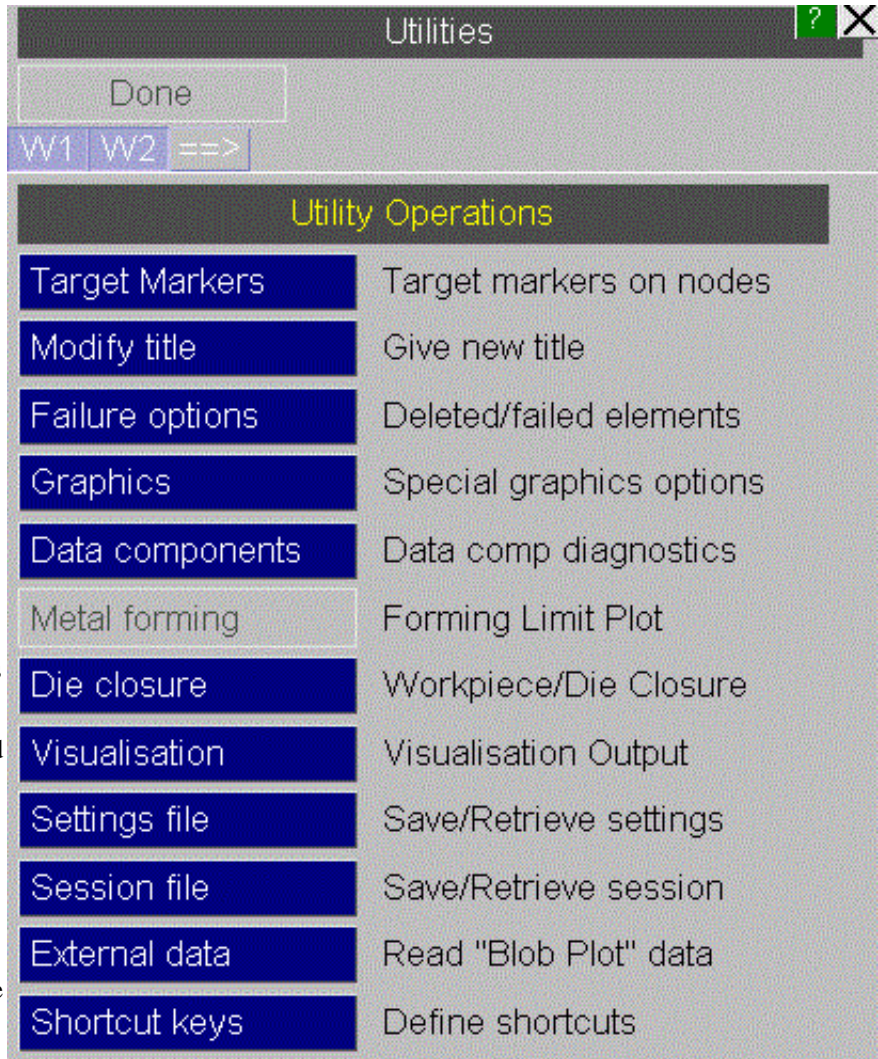 Utilities ? X
Done
W1 W2 ==>
Utility Operations
Target Markers Target markers on nodes
Modify title Give new title
Failure options Deleted/failed elements
Graphics Special graphics options
Data components Data comp diagnostics
Metal forming Forming Limit Plot
Die closure Workpiece/Die Closure
Visualisation Visualisation Output
Settings file Save/Retrieve settings
Session file Save/Retrieve session
External data Read "Blob Plot" data
Shortcut keys Define shortcuts